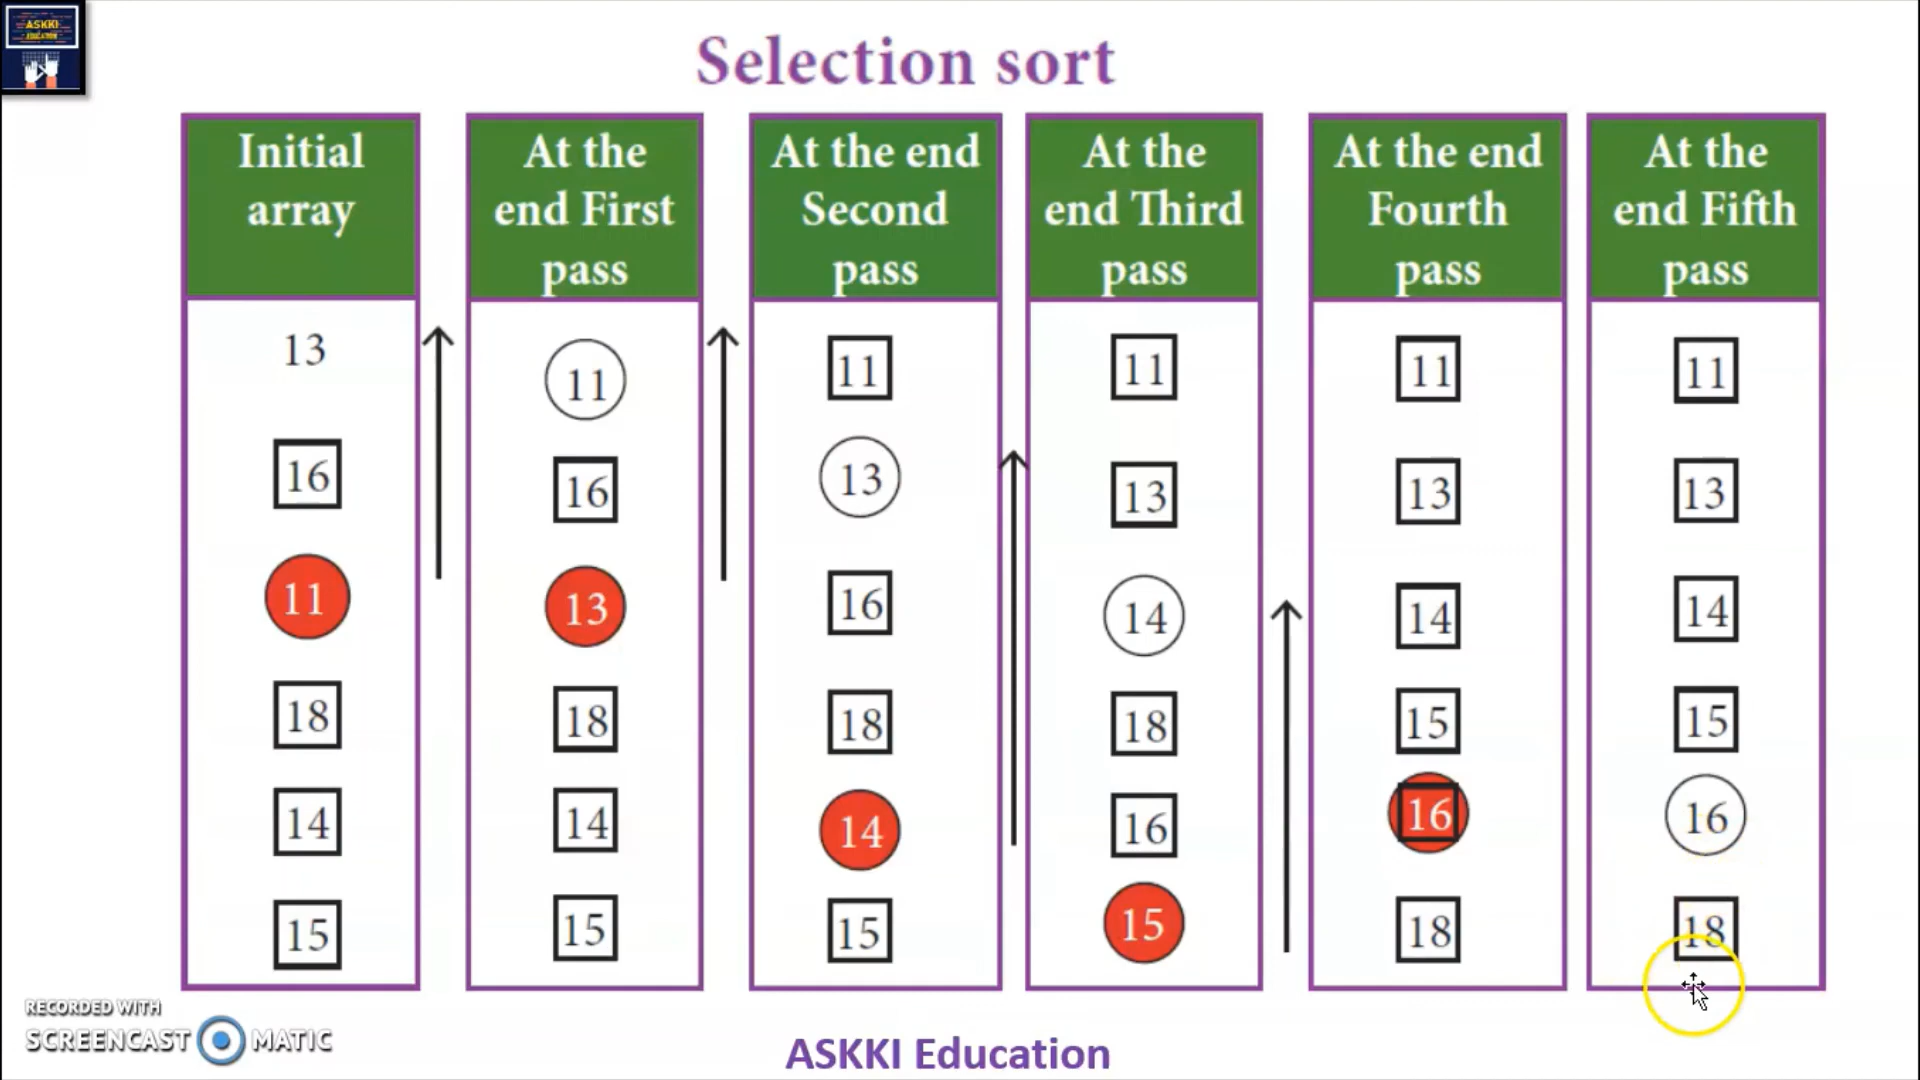 ASKKI
EDUCATION
Selection sort
Initial
array
13
16
11
18
14
15
At the
end First
pass
11
16
13
18
14
15
At the end
Second
pass
11
13
16
18
14
15
At the
end Third
pass
11
13
14
18
16
15
At the end
Fourth
pass
11
13
14
15
16
18
At the
end Fifth
pass
11
13
14
15
16
18
RECORDED WITH
SCREENCAST MATIC
ASKKI Education